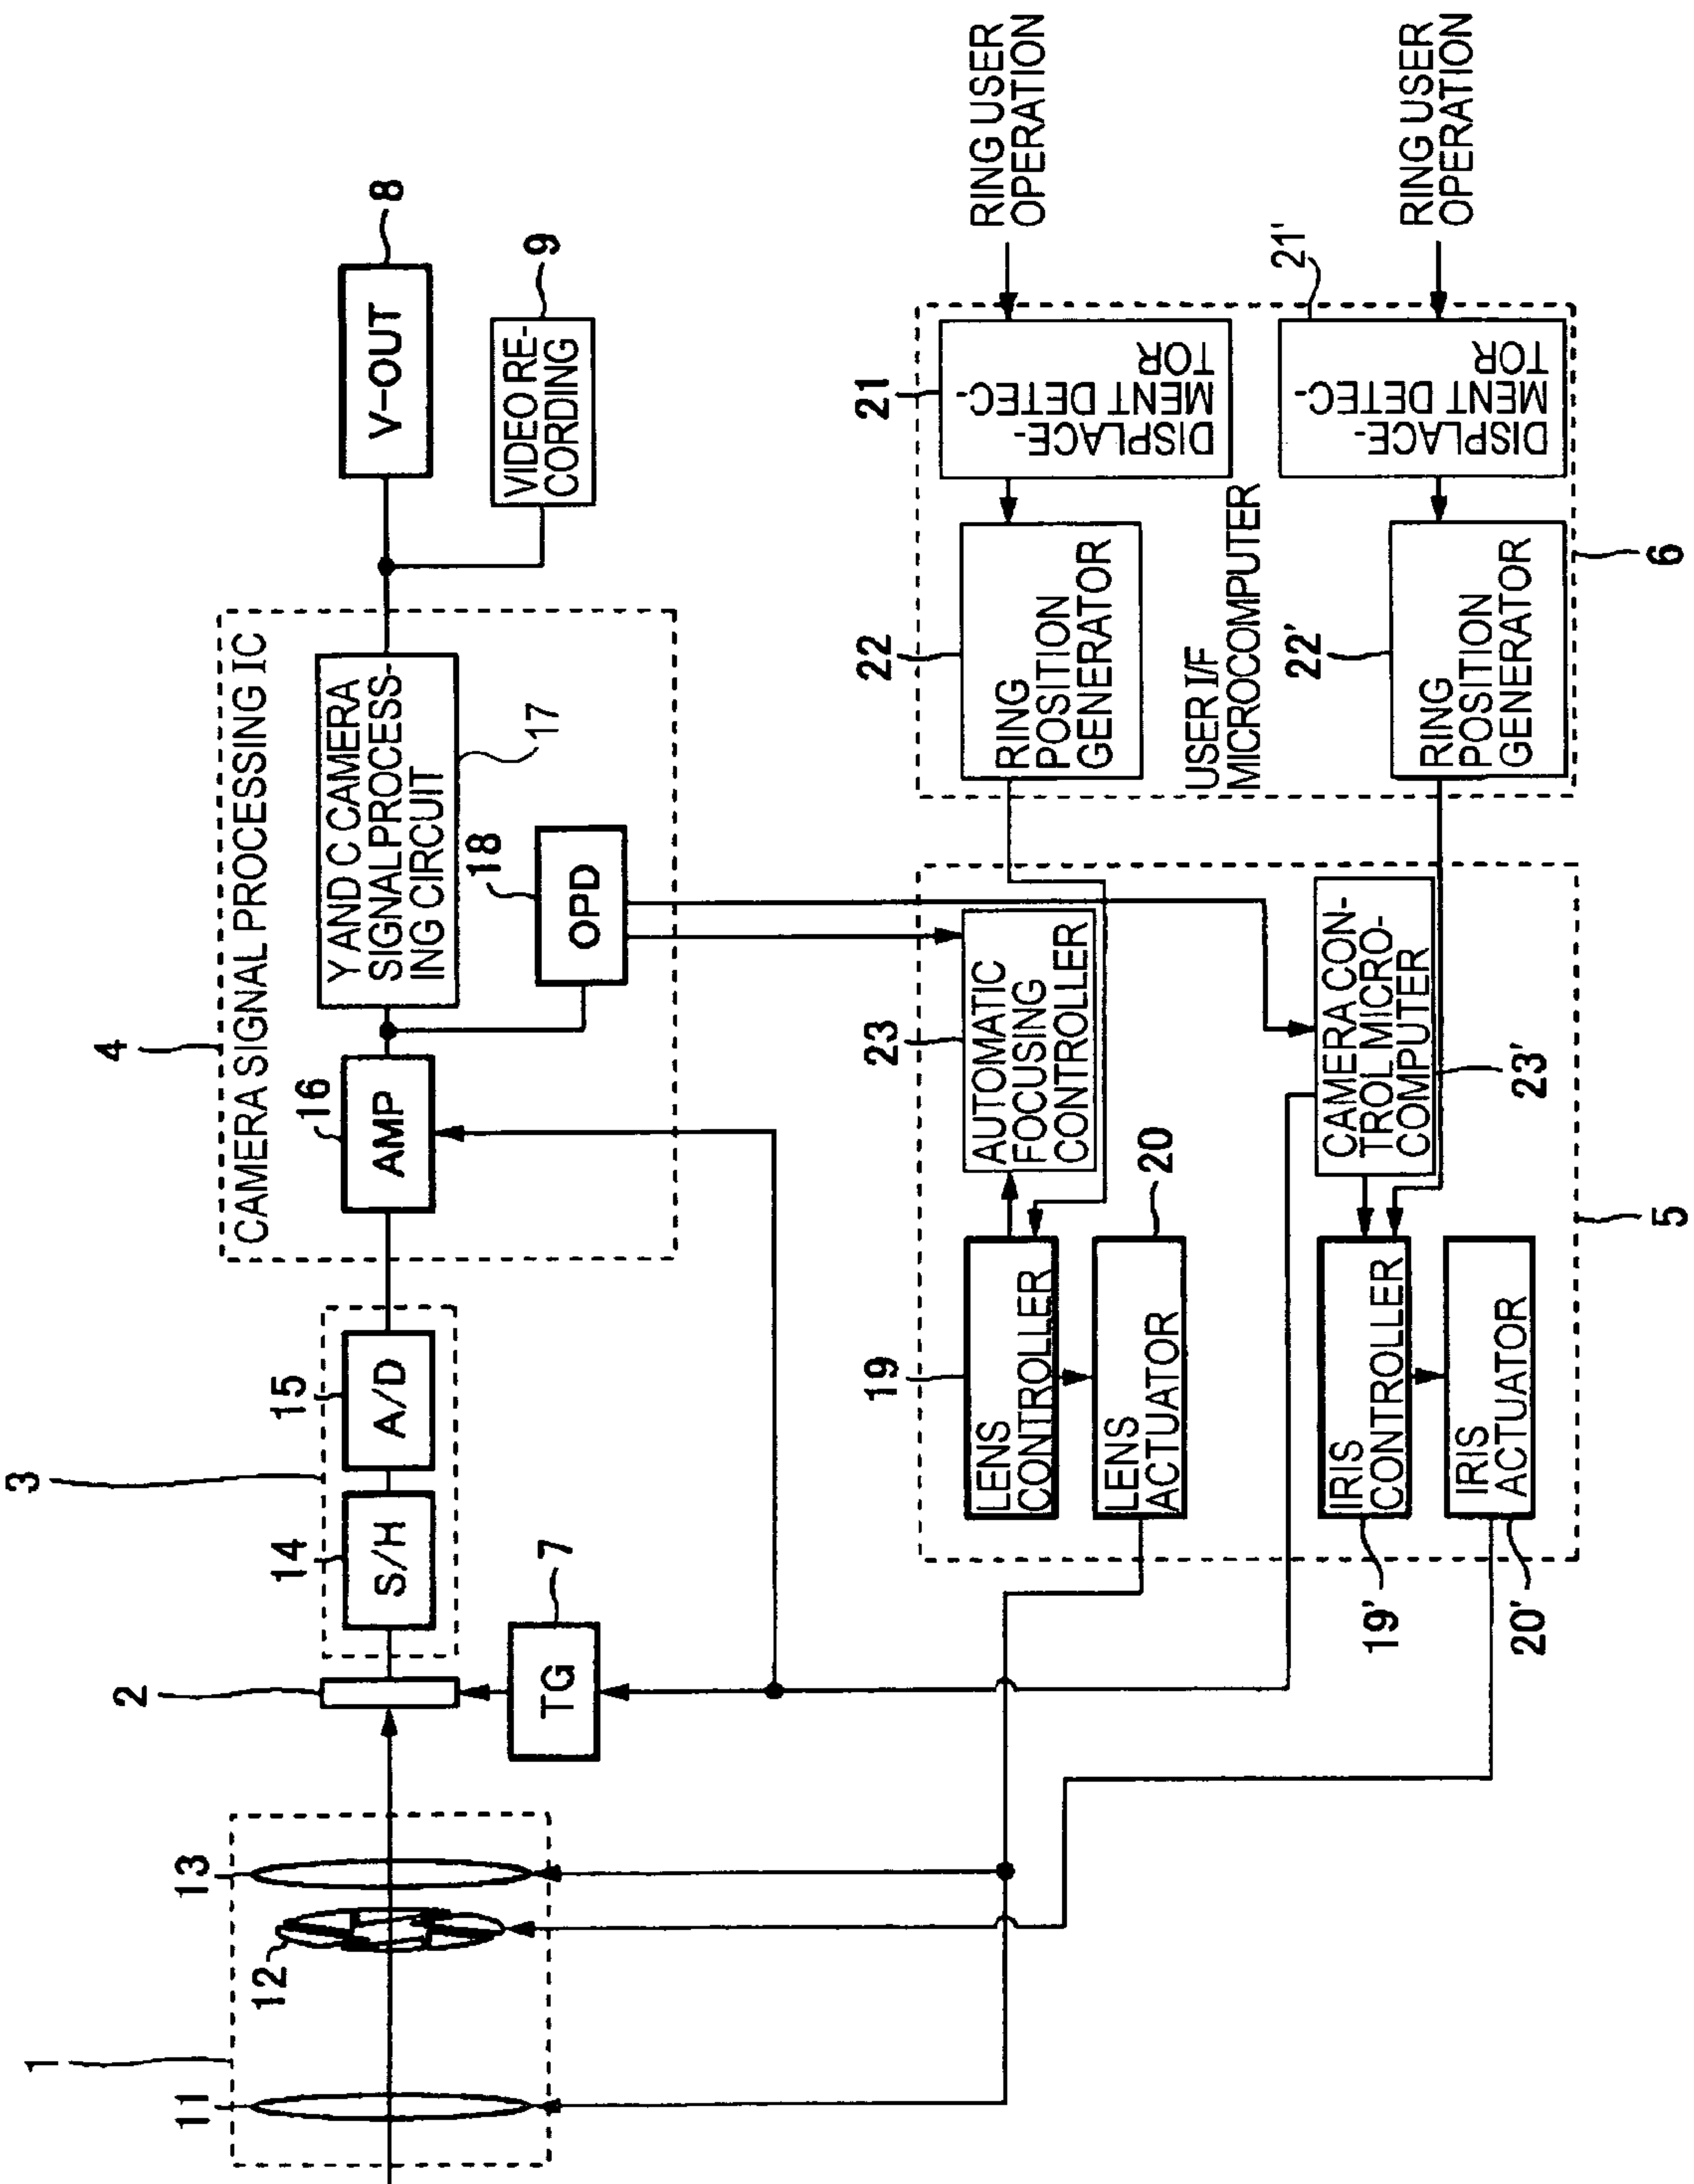 3
4
CAMERA SIGNAL PROCESSING IC
1
11
12
13
2
14
S/H
15
A/D
16
AMP
Y AND C CAMERA
SIGNAL PROCESS-
ING CIRCUIT
17
18
OPD
V-OUT
8
VIDEO RE-
CORDING
9
7
TG
19
LENS
CONTROLLER
23
AUTOMATIC
FOCUSING
CONTROLLER
22
RING
POSITION
GENERATOR
21
DISPLACE-
MENT DETEC-
TOR
RING USER
OPERATION
LENS
ACTUATOR
20
USER I/F
MICROCOMPUTER
19'
IRIS
CONTROLLER
CAMERA CON-
TROL MICRO-
COMPUTER
23'
22'
RING
POSITION
GENERATOR
21'
DISPLACE-
MENT DETEC-
TOR
RING USER
OPERATION
20'
IRIS
ACTUATOR
5
6